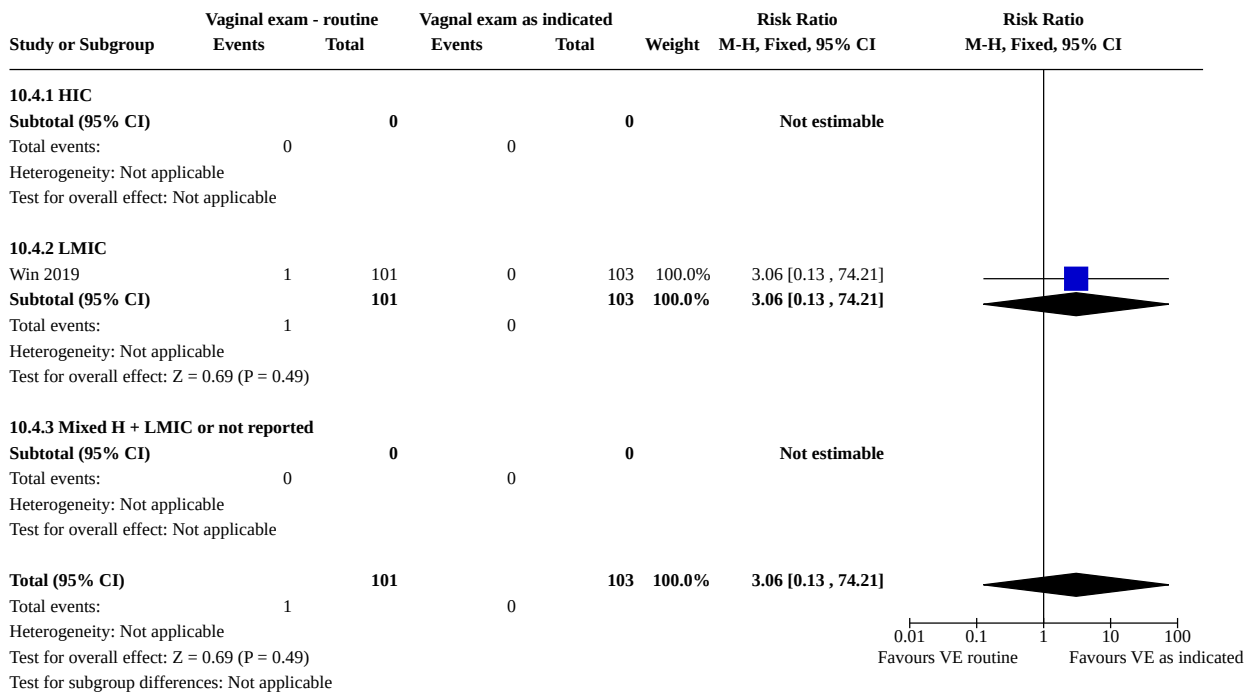 Vaginal exam - routine Vagnal exam as indicated Risk Ratio Risk Ratio
Study or Subgroup Events Total Events Total Weight M-H, Fixed, 95% CI M-H, Fixed, 95% CI
10.4.1 HIC
Subtotal (95% CI) 0 0 Not estimable
Total events: 0 0
Heterogeneity: Not applicable
Test for overall effect: Not applicable
10.4.2 LMIC
Win 2019 1 101 0 103 100.0% 3.06 [0.13 , 74.21]
Subtotal (95% CI) 101 103 100.0% 3.06 [0.13 , 74.21]
Total events: 1 0
Heterogeneity: Not applicable
Test for overall effect: Z = 0.69 (P = 0.49)
10.4.3 Mixed H + LMIC or not reported
Subtotal (95% CI) 0 0 Not estimable
Total events: 0 0
Heterogeneity: Not applicable
Test for overall effect: Not applicable
Total (95% CI) 101 103 100.0% 3.06 [0.13 , 74.21]
Total events: 1 0
Heterogeneity: Not applicable 0.01 0.1 1 10 100
Test for overall effect: Z = 0.69 (P = 0.49) Favours VE routine Favours VE as indicated
Test for subgroup differences: Not applicable